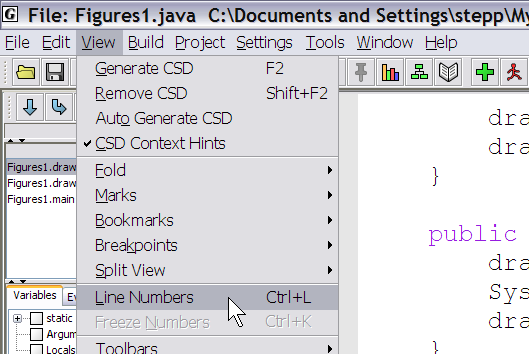 File: Figures1.java C:\Documents and Settings\stepp\My
File Edit View Build Project Settings Tools Window Help
Generate CSD F2
Remove CSD Shift+F2
Auto Generate CSD
CSD Context Hints
Fold
Marks
Bookmarks
Breakpoints
Split View
Line Numbers Ctrl+L
Freeze Numbers Ctrl+K
Toolbars
Figures1.draw
Figures1.draw
Figures1.main
Variables Ev
static
Argum
Locals
dra
dra
}
public
dra
Sys
dra
}